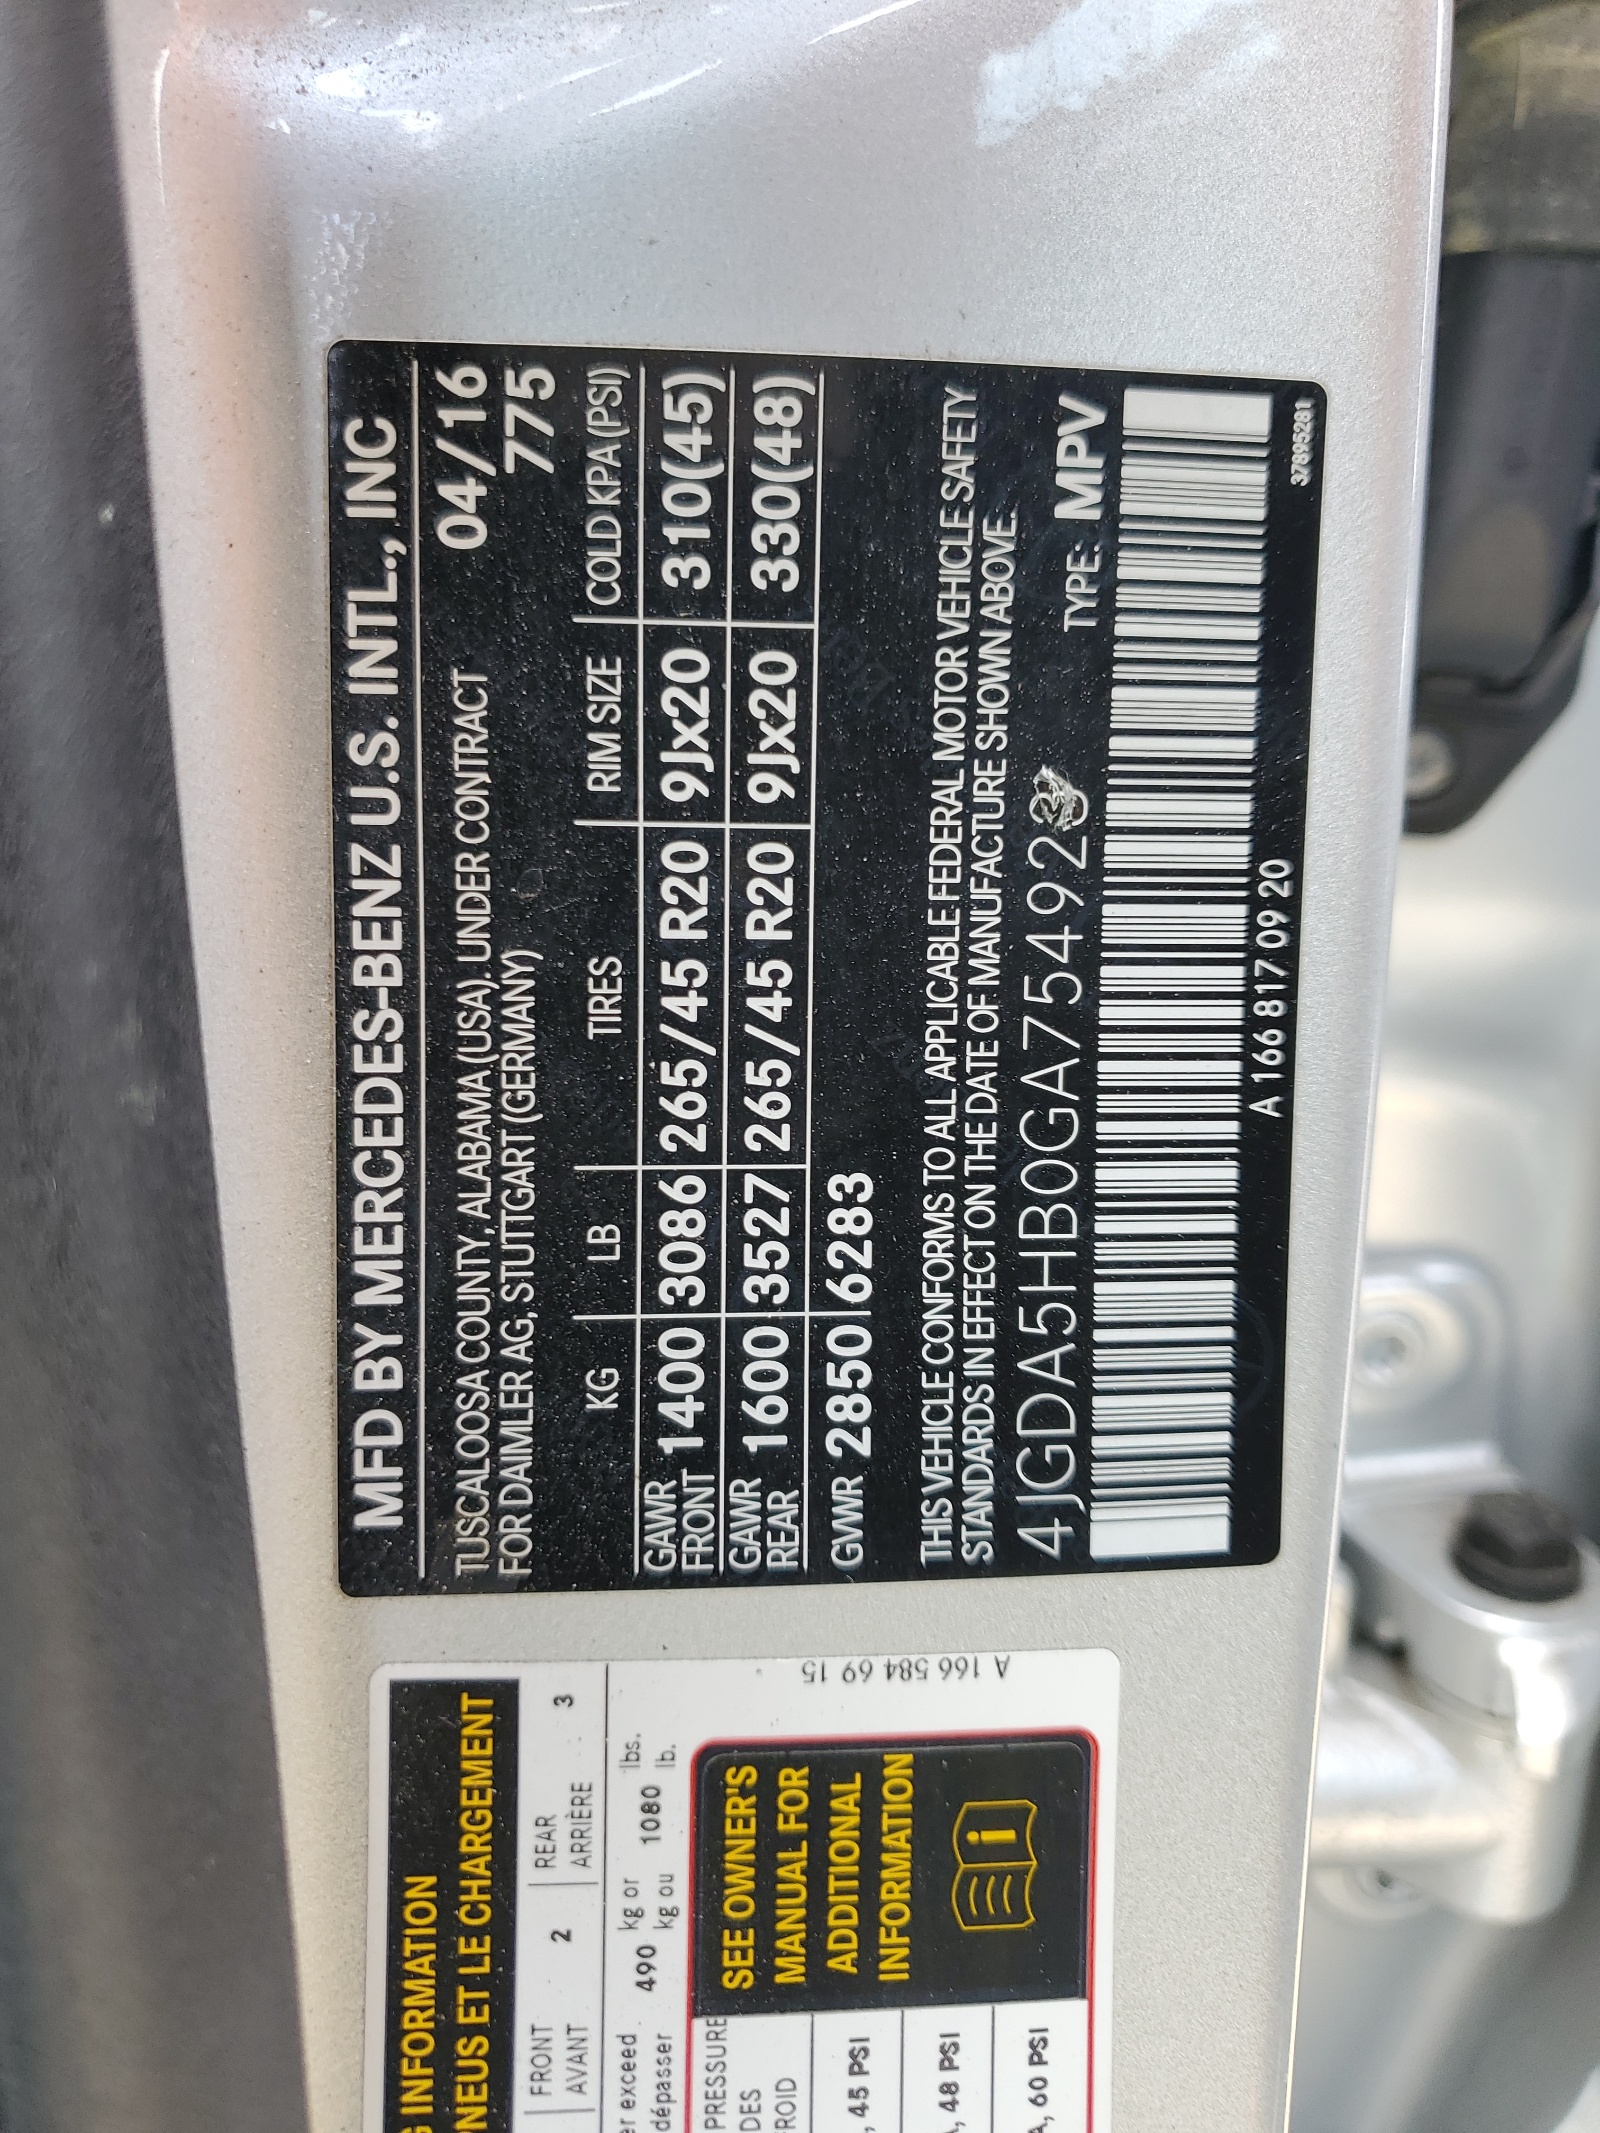 MFD BY MERCEDES-BENZ U.S. INTL., INC
TUSCALOOSA COUNTY, ALABAMA (USA). UNDER CONTRACT 04/16
FOR DAIMLER AG, STUTTGART (GERMANY) 775
KG LB TIRES RIM SIZE COLD KPA (PSI)
GAWR FRONT 1400 3086 265/45 R20 9Jx20 310(45)
GAWR REAR 1600 3527 265/45 R20 9Jx20 330(48)
GVWR 2850 6283
THIS VEHICLE CONFORMS TO ALL APPLICABLE FEDERAL MOTOR VEHICLE SAFETY
STANDARDS IN EFFECT ON THE DATE OF MANUFACTURE SHOWN ABOVE.
4JGDA5HB0GA75492 TYPE: MPV
A 166 817 09 20
37895281
G INFORMATION
PNEUS ET LE CHARGEMENT
FRONT 2 REAR 3
AVANT ARRIÈRE
er exceed 490 kg or 1080 lbs.
dépasser kg ou lb.
PRESSURE
DES
ROID
, 45 PSI
, 48 PSI
, 60 PSI
SEE OWNER'S
MANUAL FOR
ADDITIONAL
INFORMATION
i
A 166 584 69 15